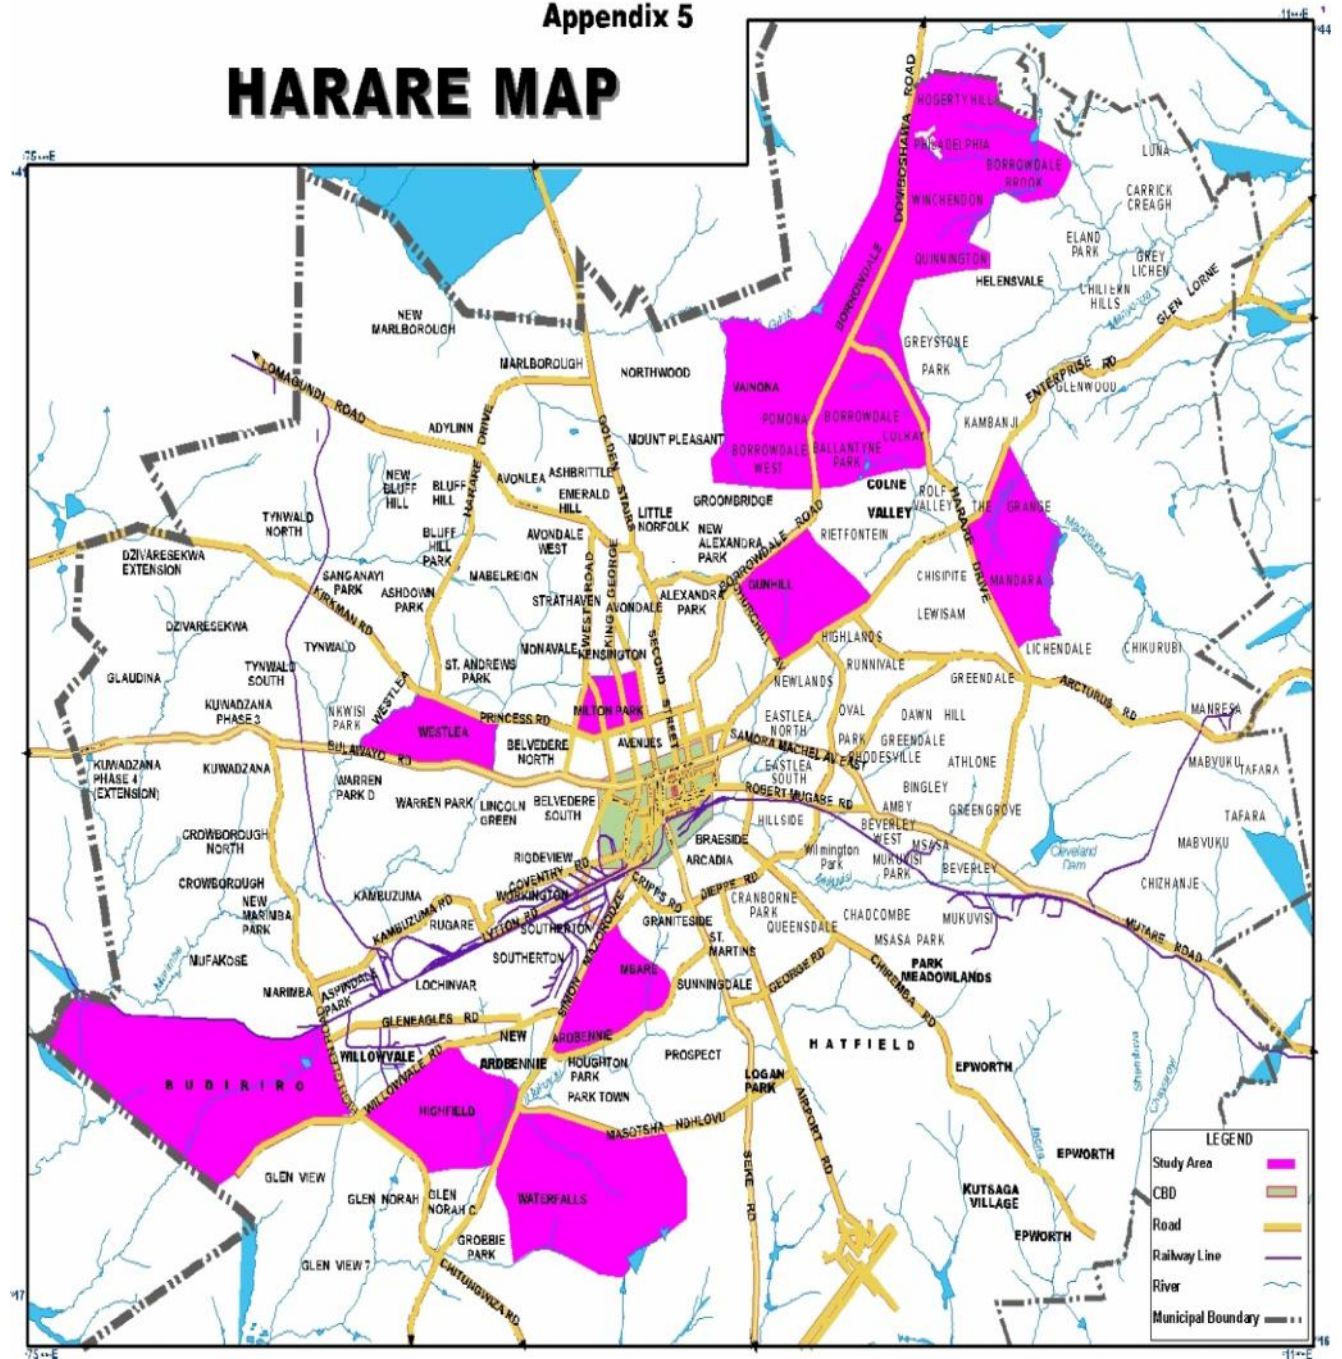 Appendix 5
HARARE MAP
HOGERTY HILL
PHILADELPHIA
BORROWDALE
BROOK
LUNA
CARRICK
CREAGH
WINCHENDON
DOMBOSHAWA ROAD
ELAND
PARK
GREY
LICHEN
QUINNINGTON
HELENSVALE
CHILTERN
HILLS
GLEN LORNE
NEW
MARLBOROUGH
BORROWDALE
GREYSTONE
PARK
MARLBOROUGH
NORTHWOOD
ENTERPRISE RD
GLENWOOD
LOMAGUNDI ROAD
VAINONA
POMONA
BORROWDALE
KAMBANJI
ADYLINN
HARARE DRIVE
GOLDEN STAIRS
MOUNT PLEASANT
BORROWDALE
WEST
BALLANTYNE
PARK
COLRAY
NEW
BLUFF
HILL
BLUFF
HILL
AVONLEA
ASHBRITTLE
EMERALD
HILL
GROOMBRIDGE
COLNE
VALLEY
ROLF
VALLEY
THE GRANGE
TYNWALD
NORTH
BLUFF
HILL
PARK
AVONDALE
WEST
LITTLE
NORFOLK
NEW
ALEXANDRA
PARK
BORROWDALE ROAD
RIETFONTEIN
HARARE DRIVE
DZIVARESEKWA
EXTENSION
SANGANAYI
PARK
ASHDOWN
PARK
MABELREIGN
STRATHAVEN
AVONDALE
ALEXANDRA
PARK
GUNHILL
CHISIPITE
MANDARA
KIRKMAN RD
WEST ROAD
KING GEORGE
SECOND STREET
LEWISAM
DZIVARESEKWA
TYNWALD
MONAVALE
KENSINGTON
HIGHLANDS
LICHENDALE
CHIKURUBI
GLAUDINA
TYNWALD
SOUTH
ST. ANDREWS
PARK
RUNNIVALE
NEWLANDS
GREENDALE
ARCTURUS RD
MANRESA
KUWADZANA
PHASE 3
NKWISI
PARK
WESTLEA
WESTLEA
PRINCESS RD
MILTON PARK
AVENUES
EASTLEA
NORTH
OVAL
PARK
DAWN HILL
GREENDALE
BULAWAYO RD
BELVEDERE
NORTH
SAMORA MACHEL AV EAST
RHODESVILLE
ATHLONE
MABVUKU
TAFARA
KUWADZANA
PHASE 4
(EXTENSION)
KUWADZANA
WARREN
PARK D
WARREN PARK
LINCOLN
GREEN
BELVEDERE
SOUTH
EASTLEA
SOUTH
ROBERT MUGABE RD
BINGLEY
AMBY
GREENGROVE
TAFARA
CROWBOROUGH
NORTH
HILLSIDE
BEVERLEY
WEST
MSASA
RIGDEVIEW
BRAESIDE
ARCADIA
Wilmington
Park
MUKUVISI
PARK
BEVERLEY
Cleveland
Dam
MABVUKU
CHIZHANJE
CROWBOROUGH
COVENTRY RD
WORKINGTON
CRIPPS RD
DIEPPE RD
CRANBORNE
PARK
NEW
MARIMBA
PARK
KAMBUZUMA
KAMBUZUMA RD
RUGARE
LYTTON RD
SOUTHERTON
GRANITESIDE
QUEENSDALE
CHADCOMBE
MUKUVISI
MUTARE ROAD
MUFAKOSE
SOUTHERTON
SIMON MAZORODZE
ST.
MARTINS
MSASA PARK
PARK
MEADOWLANDS
MARIMBA
ASPINDALE
PARK
LOCHINVAR
MBARE
SUNNINGDALE
GEORGE RD
CHIREMBA RD
GLENEAGLES RD
NEW
ARDBENNIE
ARDBENNIE
HOUGHTON
PARK
PROSPECT
HATFIELD
WILLOWVALE
WILLOWVALE RD
BUDIRIRO
LOGAN
PARK
EPWORTH
PARK TOWN
HIGHFIELD
MASOTSHA NDHLOVU
AIRPORT RD
SEKE RD
EPWORTH
GLEN VIEW
GLEN NORAH
GLEN
NORAH C
WATERFALLS
KUTSAGA
VILLAGE
EPWORTH
GROBBIE
PARK
GLEN VIEW 7
CHITUNGWIZA RD
LEGEND
Study Area
CBD
Road
Railway Line
River
Municipal Boundary